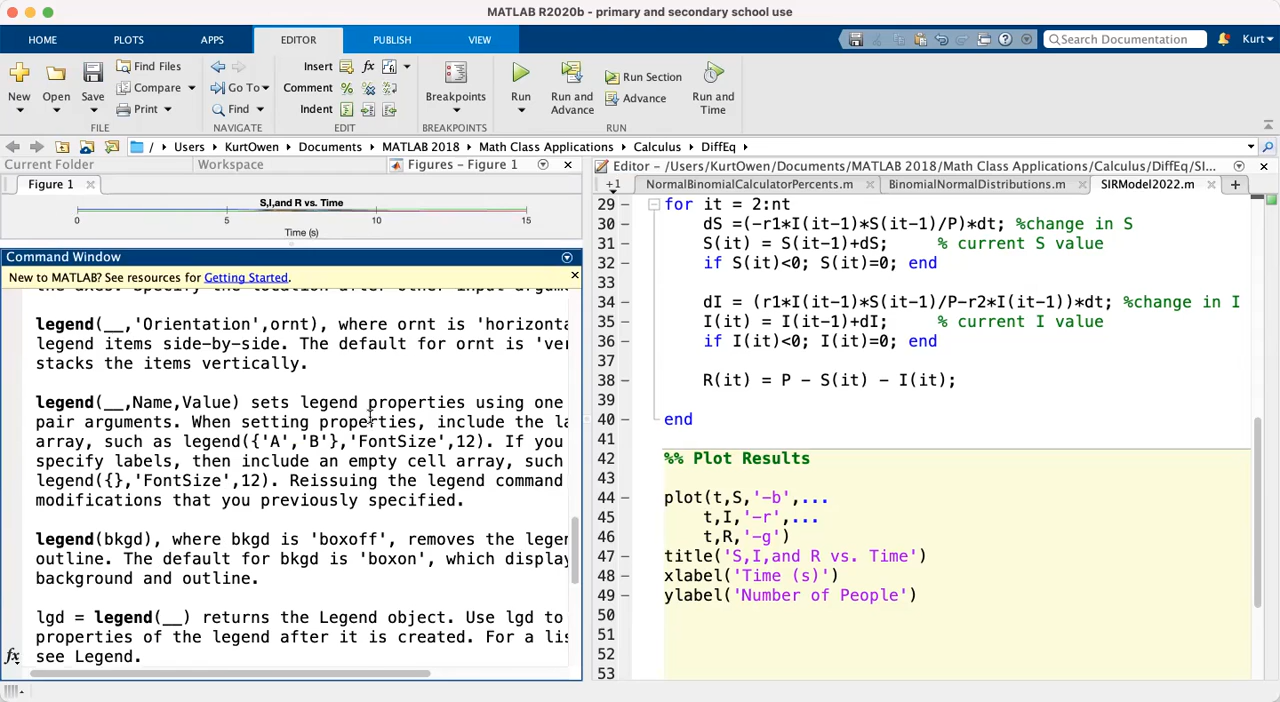 MATLAB R2020b - primary and secondary school use
HOME PLOTS APPS EDITOR PUBLISH VIEW
Search Documentation
Kurt
New Open Save Find Files Compare Print
Go To Find
Insert fx
Comment
Indent
Breakpoints
Run Run and Advance Run Section Advance Run and Time
FILE NAVIGATE EDIT BREAKPOINTS RUN
/ Users KurtOwen Documents MATLAB 2018 Math Class Applications Calculus DiffEq
Current Folder Workspace Figures - Figure 1
Figure 1
S,I,and R vs. Time
0 5 10 15
Time (s)
Command Window
New to MATLAB? See resources for Getting Started.
the axes. Specify the location after other input argum
legend(__,'Orientation',ornt), where ornt is 'horizonta
legend items side-by-side. The default for ornt is 'ver
stacks the items vertically.
legend(__,Name,Value) sets legend properties using one
pair arguments. When setting properties, include the la
array, such as legend({'A','B'},'FontSize',12). If you
specify labels, then include an empty cell array, such
legend({},'FontSize',12). Reissuing the legend command
modifications that you previously specified.
legend(bkgd), where bkgd is 'boxoff', removes the leger
outline. The default for bkgd is 'boxon', which display
background and outline.
lgd = legend(__) returns the Legend object. Use lgd to
properties of the legend after it is created. For a lis
see Legend.
fx
Editor - /Users/KurtOwen/Documents/MATLAB 2018/Math Class Applications/Calculus/DiffEq/SI...
+1 NormalBinomialCalculatorPercents.m BinomialNormalDistributions.m SIRModel2022.m +
29 for it = 2:nt
30 dS =(-r1*I(it-1)*S(it-1)/P)*dt; %change in S
31 S(it) = S(it-1)+dS; % current S value
32 if S(it)<0; S(it)=0; end
33
34 dI = (r1*I(it-1)*S(it-1)/P-r2*I(it-1))*dt; %change in I
35 I(it) = I(it-1)+dI; % current I value
36 if I(it)<0; I(it)=0; end
37
38 R(it) = P - S(it) - I(it);
39
40 end
41
42 %% Plot Results
43
44 plot(t,S,'-b',...
45 t,I,'-r',...
46 t,R,'-g')
47 title('S,I,and R vs. Time')
48 xlabel('Time (s)')
49 ylabel('Number of People')
50
51
52
53